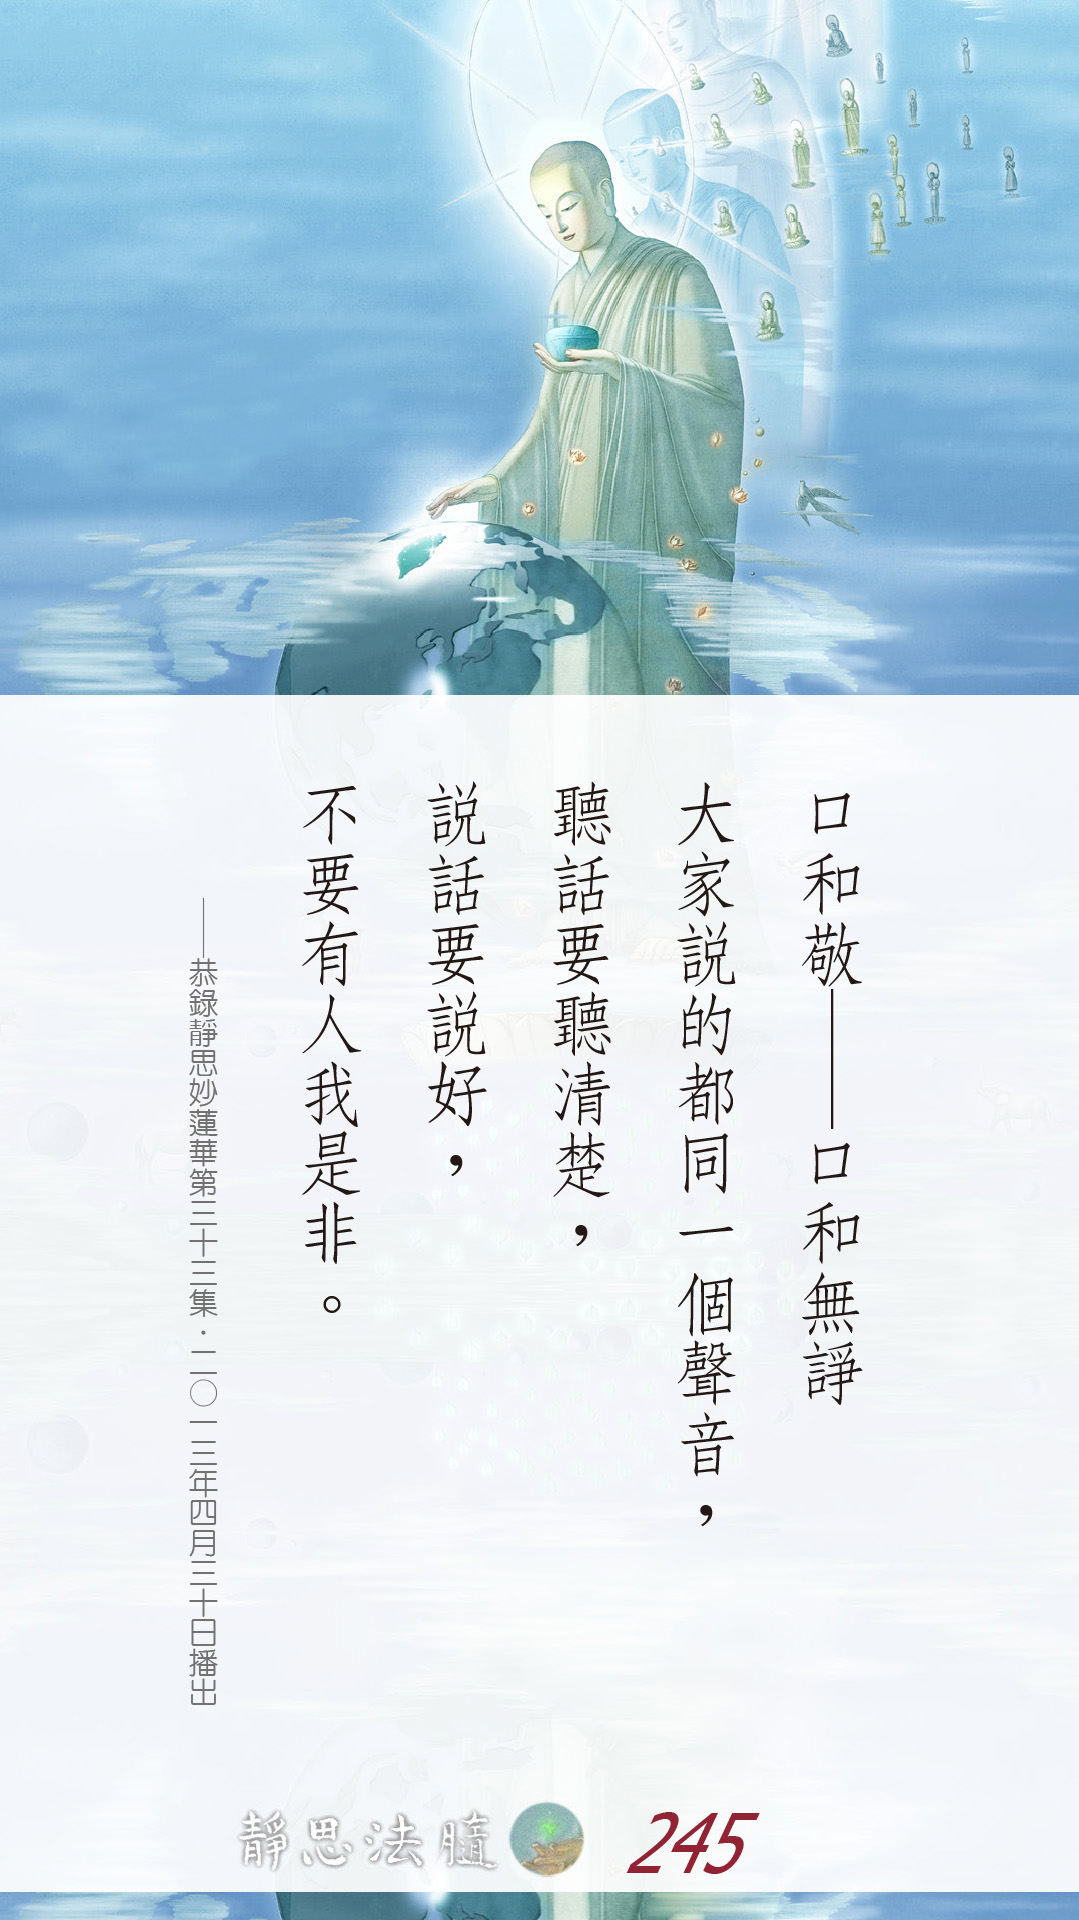 口和敬──口和無諍
大家説的都同一個聲音，
聽話要聽清楚，
説話要説好，
不要有人我是非。
──恭錄靜思妙蓮華第三十三集．二〇一三年四月三十日播出
靜思法髓
245